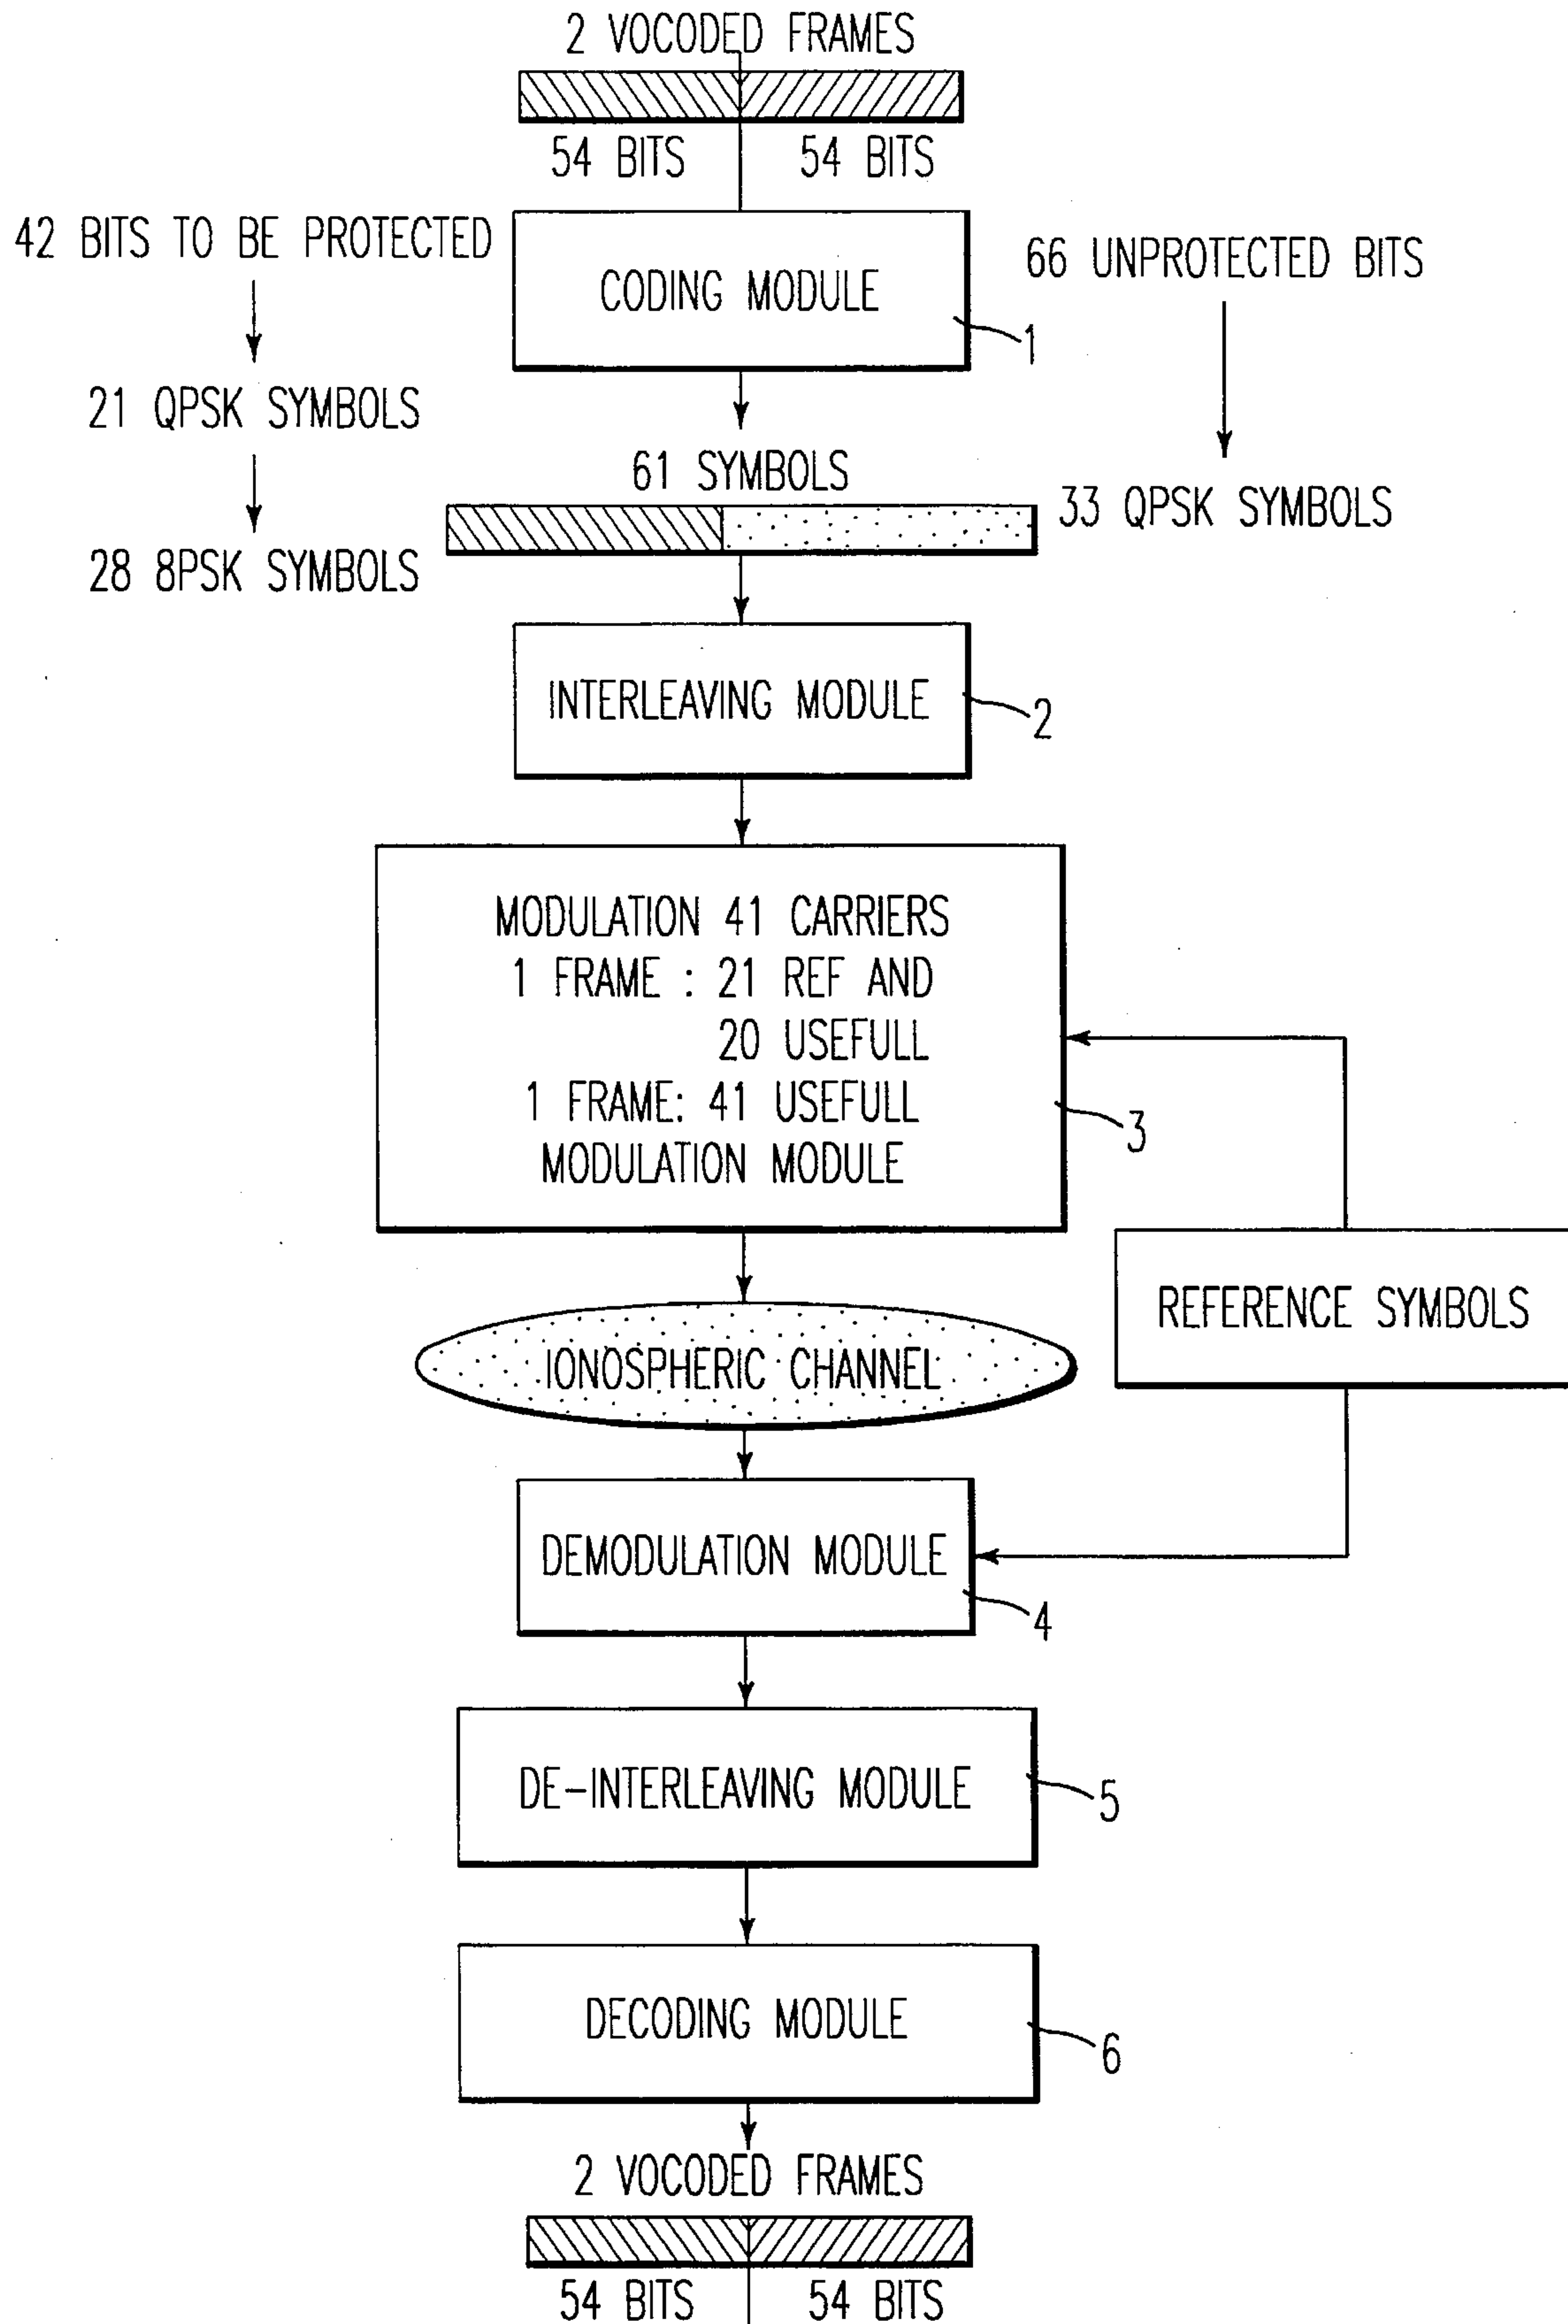 2 VOCODED FRAMES
54 BITS 54 BITS
42 BITS TO BE PROTECTED
CODING MODULE
66 UNPROTECTED BITS
1
21 QPSK SYMBOLS
61 SYMBOLS
33 QPSK SYMBOLS
28 8PSK SYMBOLS
INTERLEAVING MODULE
2
MODULATION 41 CARRIERS
1 FRAME : 21 REF AND
20 USEFULL
1 FRAME: 41 USEFULL
MODULATION MODULE
3
REFERENCE SYMBOLS
IONOSPHERIC CHANNEL
DEMODULATION MODULE
4
DE-INTERLEAVING MODULE
5
DECODING MODULE
6
2 VOCODED FRAMES
54 BITS 54 BITS